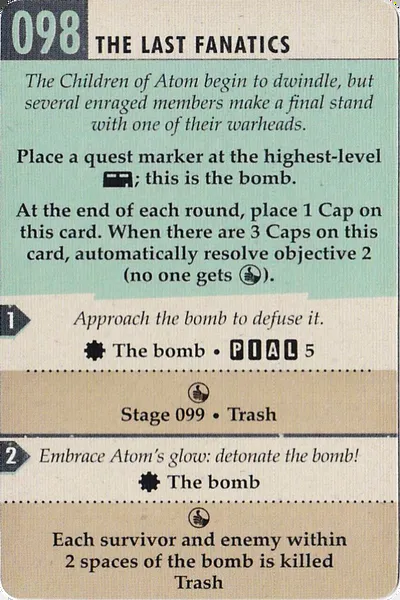 098 THE LAST FANATICS
The Children of Atom begin to dwindle, but
several enraged members make a final stand
with one of their warheads.
Place a quest marker at the highest-level
; this is the bomb.
At the end of each round, place 1 Cap on
this card. When there are 3 Caps on this
card, automatically resolve objective 2
(no one gets ).
1 Approach the bomb to defuse it.
The bomb • P I A L 5
Stage 099 • Trash
2 Embrace Atom's glow: detonate the bomb!
The bomb
Each survivor and enemy within
2 spaces of the bomb is killed
Trash